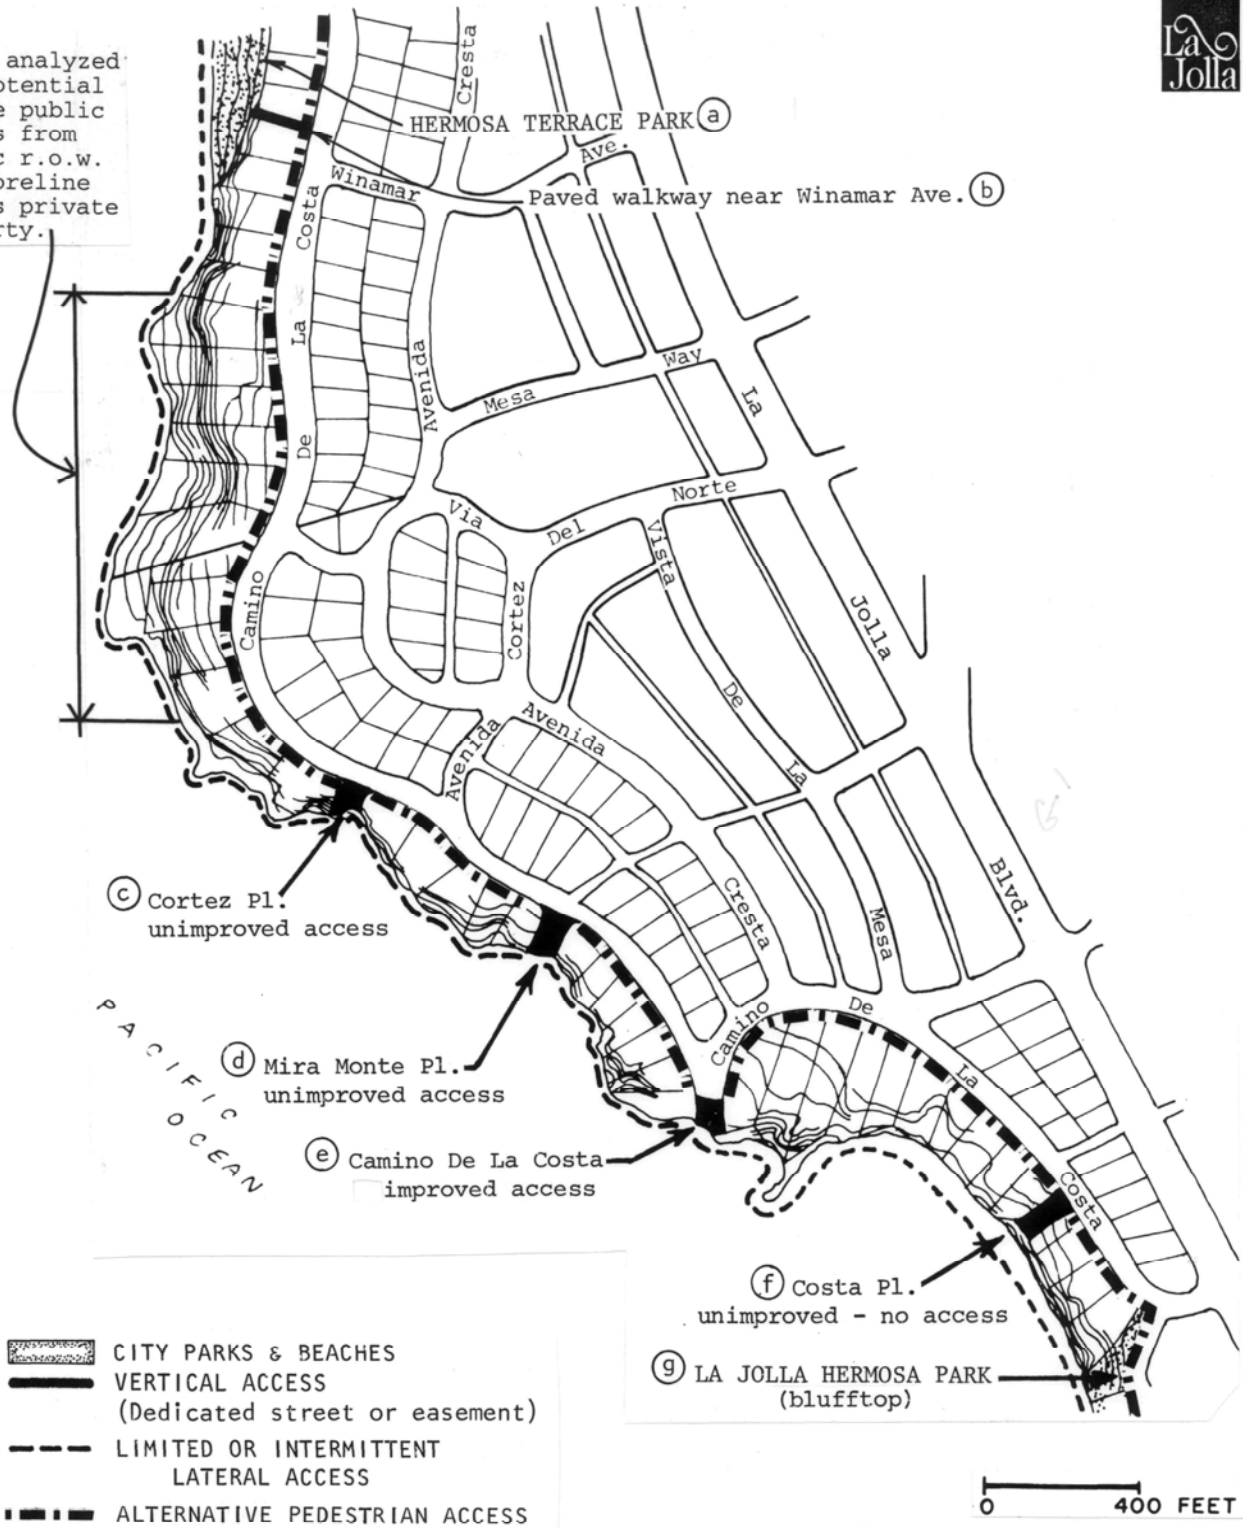 La
Jolla
analyzed
otential
e public
s from
c r.o.w.
oreline
s private
rty.
HERMOSA TERRACE PARK (a)
Paved walkway near Winamar Ave. (b)
Cresta
Winamar
Ave.
Costa
La
De
Camino
Avenida
Mesa
Way
La
Jolla
Blvd.
Via
Del
Norte
Vista
De
La
Mesa
Cortez
Avenida
Avenida
Cresta
Camino
De
La
Costa
(c) Cortez Pl.
unimproved access
(d) Mira Monte Pl.
unimproved access
(e) Camino De La Costa
improved access
(f) Costa Pl.
unimproved - no access
(g) LA JOLLA HERMOSA PARK
(blufftop)
PACIFIC
OCEAN
CITY PARKS & BEACHES
VERTICAL ACCESS
(Dedicated street or easement)
LIMITED OR INTERMITTENT
LATERAL ACCESS
ALTERNATIVE PEDESTRIAN ACCESS
0 400 FEET